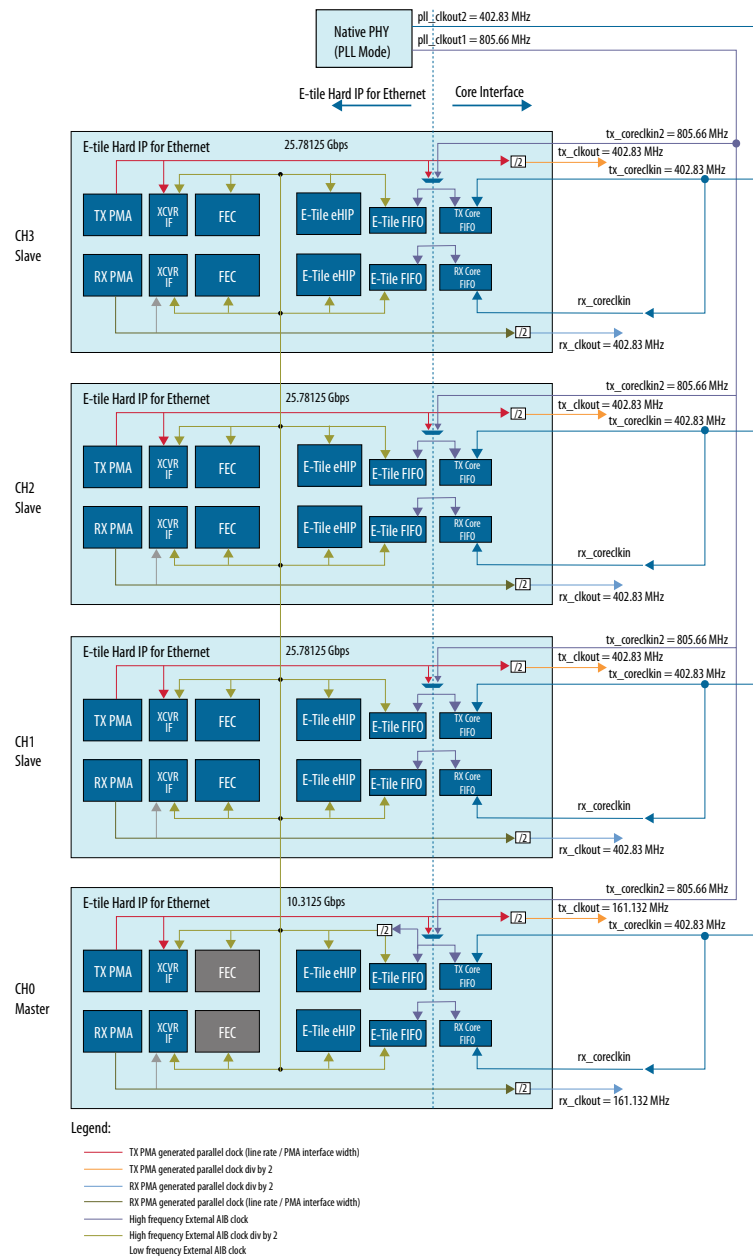 Native PHY
(PLL Mode)
pll_clkout2 = 402.83 MHz
pll_clkout1 = 805.66 MHz
E-tile Hard IP for Ethernet
Core Interface
CH3
Slave
E-tile Hard IP for Ethernet
25.78125 Gbps
tx_coreclkin2 = 805.66 MHz
tx_clkout = 402.83 MHz
tx_coreclkin = 402.83 MHz
/2
TX PMA
XCVR
IF
FEC
E-Tile eHIP
E-Tile FIFO
TX Core
FIFO
RX PMA
XCVR
IF
FEC
E-Tile eHIP
E-Tile FIFO
RX Core
FIFO
rx_coreclkin
/2
rx_clkout = 402.83 MHz
CH2
Slave
E-tile Hard IP for Ethernet
25.78125 Gbps
tx_coreclkin2 = 805.66 MHz
tx_clkout = 402.83 MHz
tx_coreclkin = 402.83 MHz
/2
TX PMA
XCVR
IF
FEC
E-Tile eHIP
E-Tile FIFO
TX Core
FIFO
RX PMA
XCVR
IF
FEC
E-Tile eHIP
E-Tile FIFO
RX Core
FIFO
rx_coreclkin
/2
rx_clkout = 402.83 MHz
CH1
Slave
E-tile Hard IP for Ethernet
25.78125 Gbps
tx_coreclkin2 = 805.66 MHz
tx_clkout = 402.83 MHz
tx_coreclkin = 402.83 MHz
/2
TX PMA
XCVR
IF
FEC
E-Tile eHIP
E-Tile FIFO
TX Core
FIFO
RX PMA
XCVR
IF
FEC
E-Tile eHIP
E-Tile FIFO
RX Core
FIFO
rx_coreclkin
/2
rx_clkout = 402.83 MHz
CH0
Master
E-tile Hard IP for Ethernet
10.3125 Gbps
tx_coreclkin2 = 805.66 MHz
tx_clkout = 161.132 MHz
tx_coreclkin = 402.83 MHz
/2
/2
TX PMA
XCVR
IF
FEC
E-Tile eHIP
E-Tile FIFO
TX Core
FIFO
RX PMA
XCVR
IF
FEC
E-Tile eHIP
E-Tile FIFO
RX Core
FIFO
rx_coreclkin
/2
rx_clkout = 161.132 MHz
Legend:
TX PMA generated parallel clock (line rate / PMA interface width)
TX PMA generated parallel clock div by 2
RX PMA generated parallel clock div by 2
RX PMA generated parallel clock (line rate / PMA interface width)
High frequency External AIB clock
High frequency External AIB clock div by 2
Low frequency External AIB clock